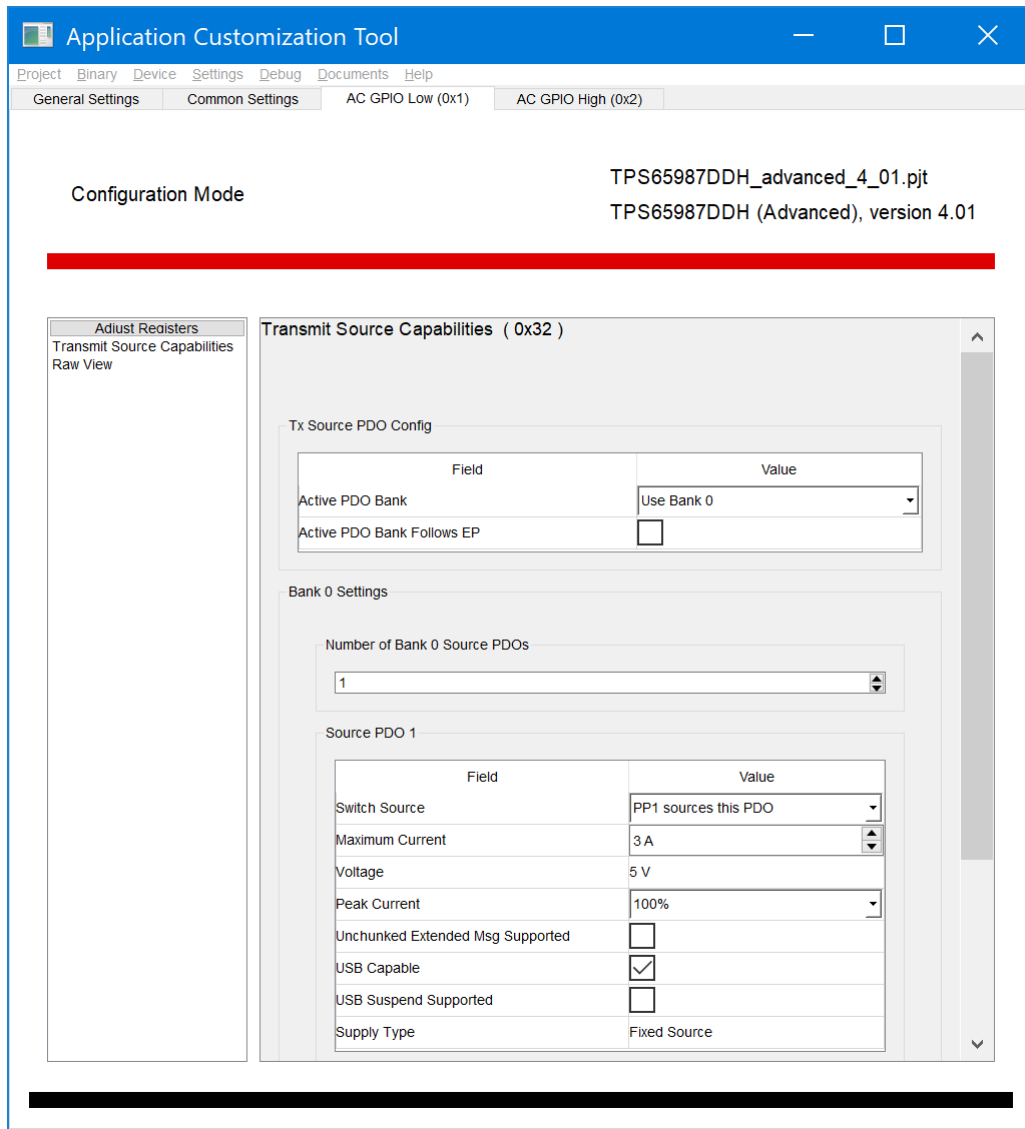 Application Customization Tool
Project Binary Device Settings Debug Documents Help
General Settings Common Settings AC GPIO Low (0x1) AC GPIO High (0x2)
Configuration Mode
TPS65987DDH_advanced_4_01.pjt
TPS65987DDH (Advanced), version 4.01
Adjust Registers
Transmit Source Capabilities
Raw View
Transmit Source Capabilities ( 0x32 )
Tx Source PDO Config
Field Value
Active PDO Bank Use Bank 0
Active PDO Bank Follows EP
Bank 0 Settings
Number of Bank 0 Source PDOs
1
Source PDO 1
Field Value
Switch Source PP1 sources this PDO
Maximum Current 3 A
Voltage 5 V
Peak Current 100%
Unchunked Extended Msg Supported
USB Capable
USB Suspend Supported
Supply Type Fixed Source